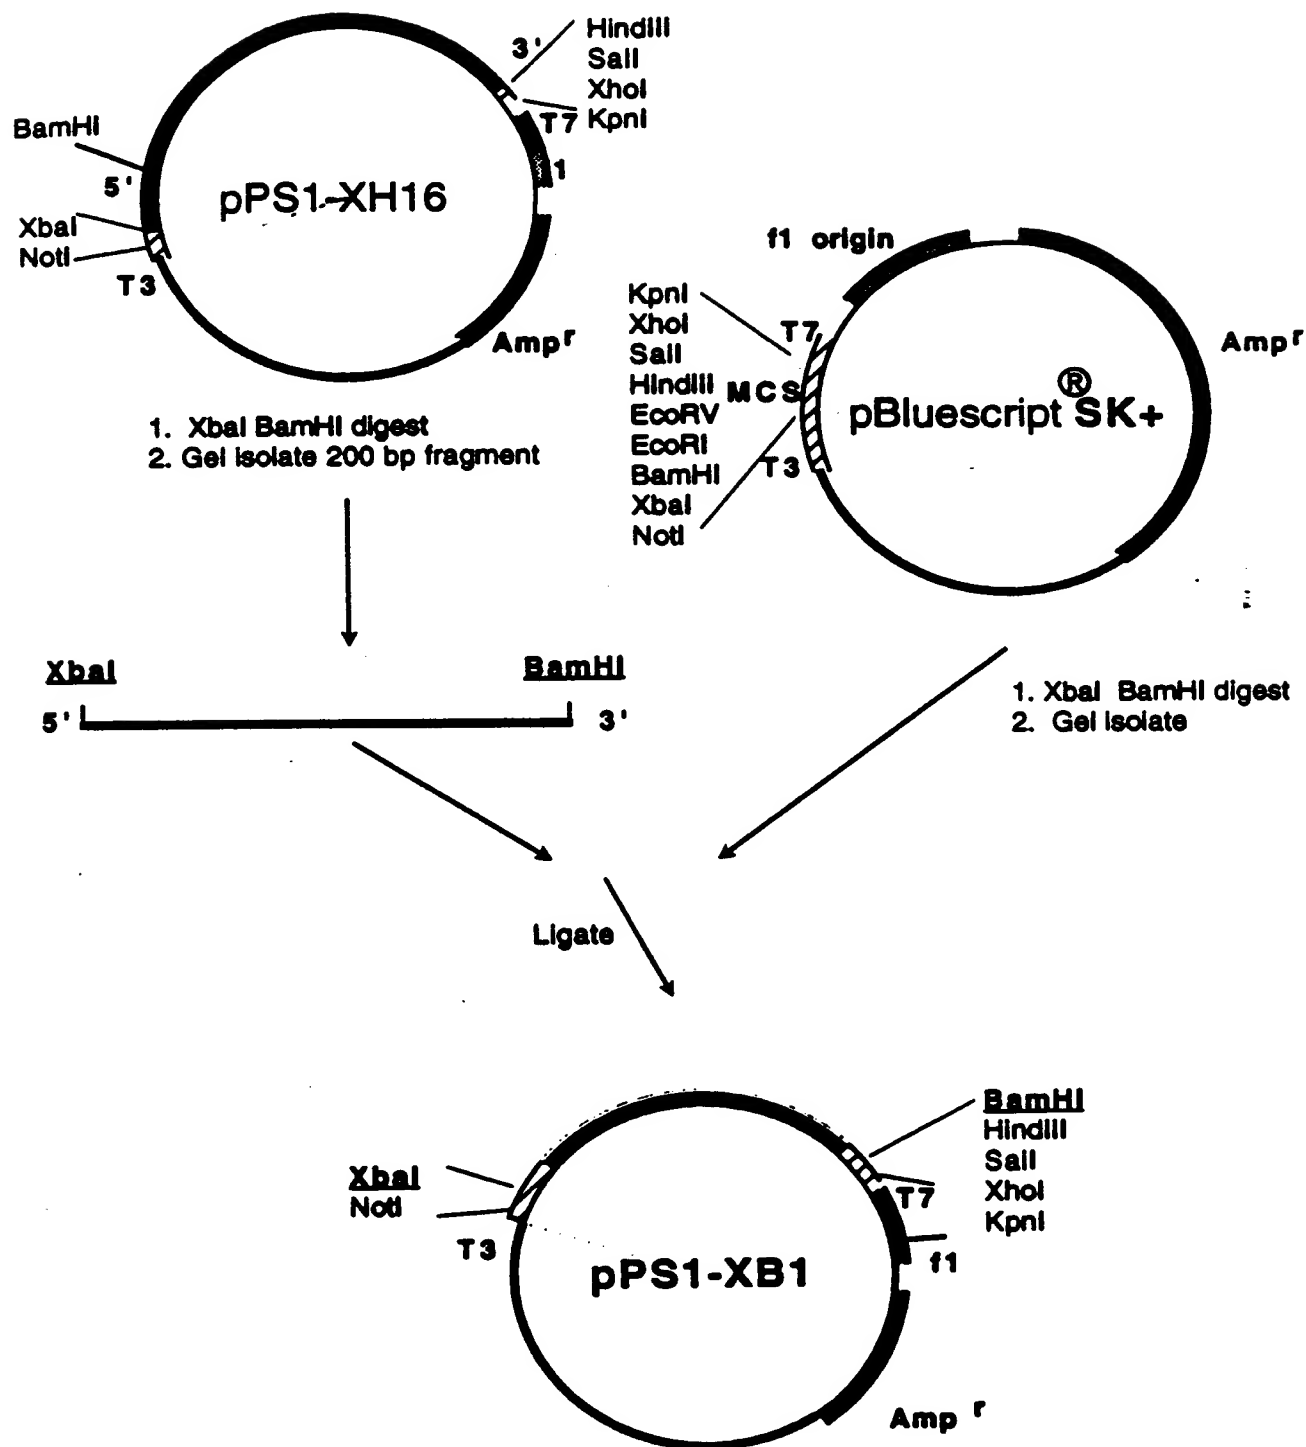 HindIII
3'
SalI
XhoI
KpnI
T7
BamHI
1
5'
pPS1-XH16
XbaI
NotI
T3
Amp r
f1 origin
KpnI
XhoI
SalI
HindIII
EcoRV
EcoRI
BamHI
XbaI
NotI
T7
MCS
T3
Amp r
pBluescript ® SK+
1. XbaI BamHI digest
2. Gel isolate 200 bp fragment
XbaI
BamHI
5'
3'
1. XbaI BamHI digest
2. Gel isolate
Ligate
BamHI
HindIII
SalI
XhoI
KpnI
T7
XbaI
NotI
T3
f1
pPS1-XB1
Amp r